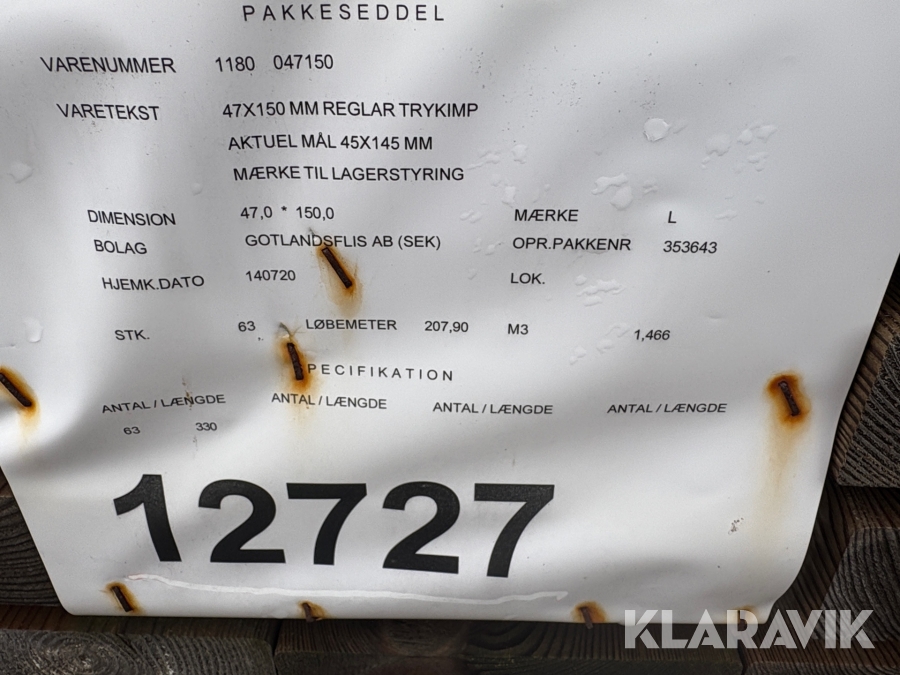 PAKKESEDDEL
VARENUMMER 1180 047150
VARETEKST 47X150 MM REGLAR TRYKIMP
AKTUEL MÅL 45X145 MM
MÆRKE TIL LAGERSTYRING
DIMENSION 47,0 * 150,0 MÆRKE L
BOLAG GOTLANDSFLIS AB (SEK) OPR.PAKKENR 353643
HJEMK.DATO 140720 LOK.
STK. 63 LØBEMETER 207,90 M3 1,466
PECIFIKATION
ANTAL / LÆNGDE ANTAL / LÆNGDE ANTAL / LÆNGDE ANTAL / LÆNGDE
63 330
12727
KLARAVIK